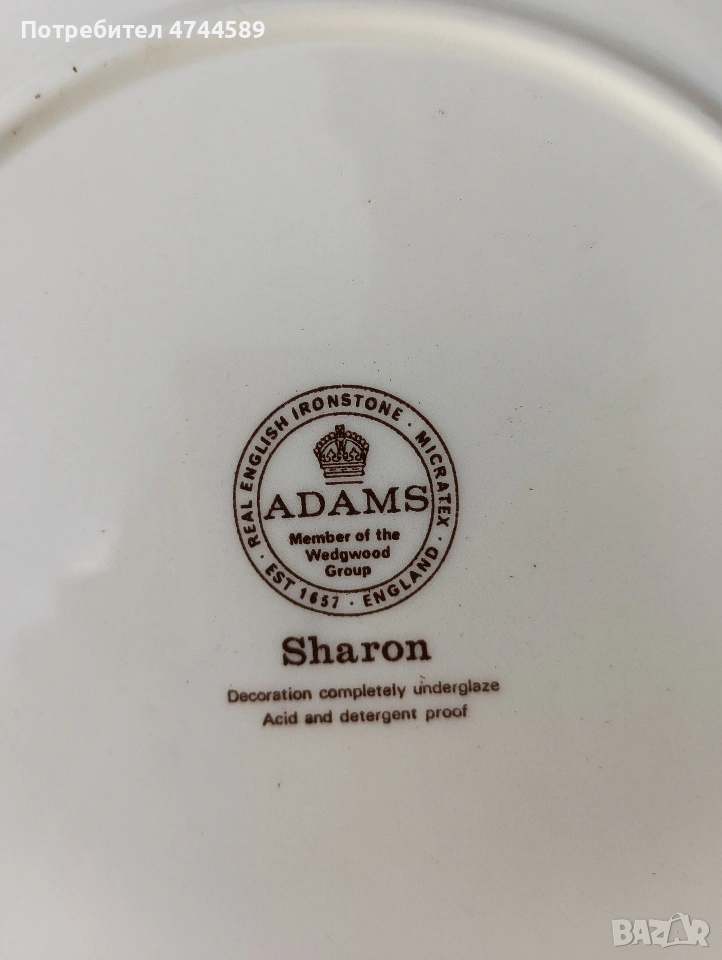 Потребител 4744589
REAL ENGLISH IRONSTONE · MICRATEX ·
ADAMS
Member of the
Wedgwood
Group
· EST 1657 · ENGLAND ·
Sharon
Decoration completely underglaze
Acid and detergent proof
BAZAR